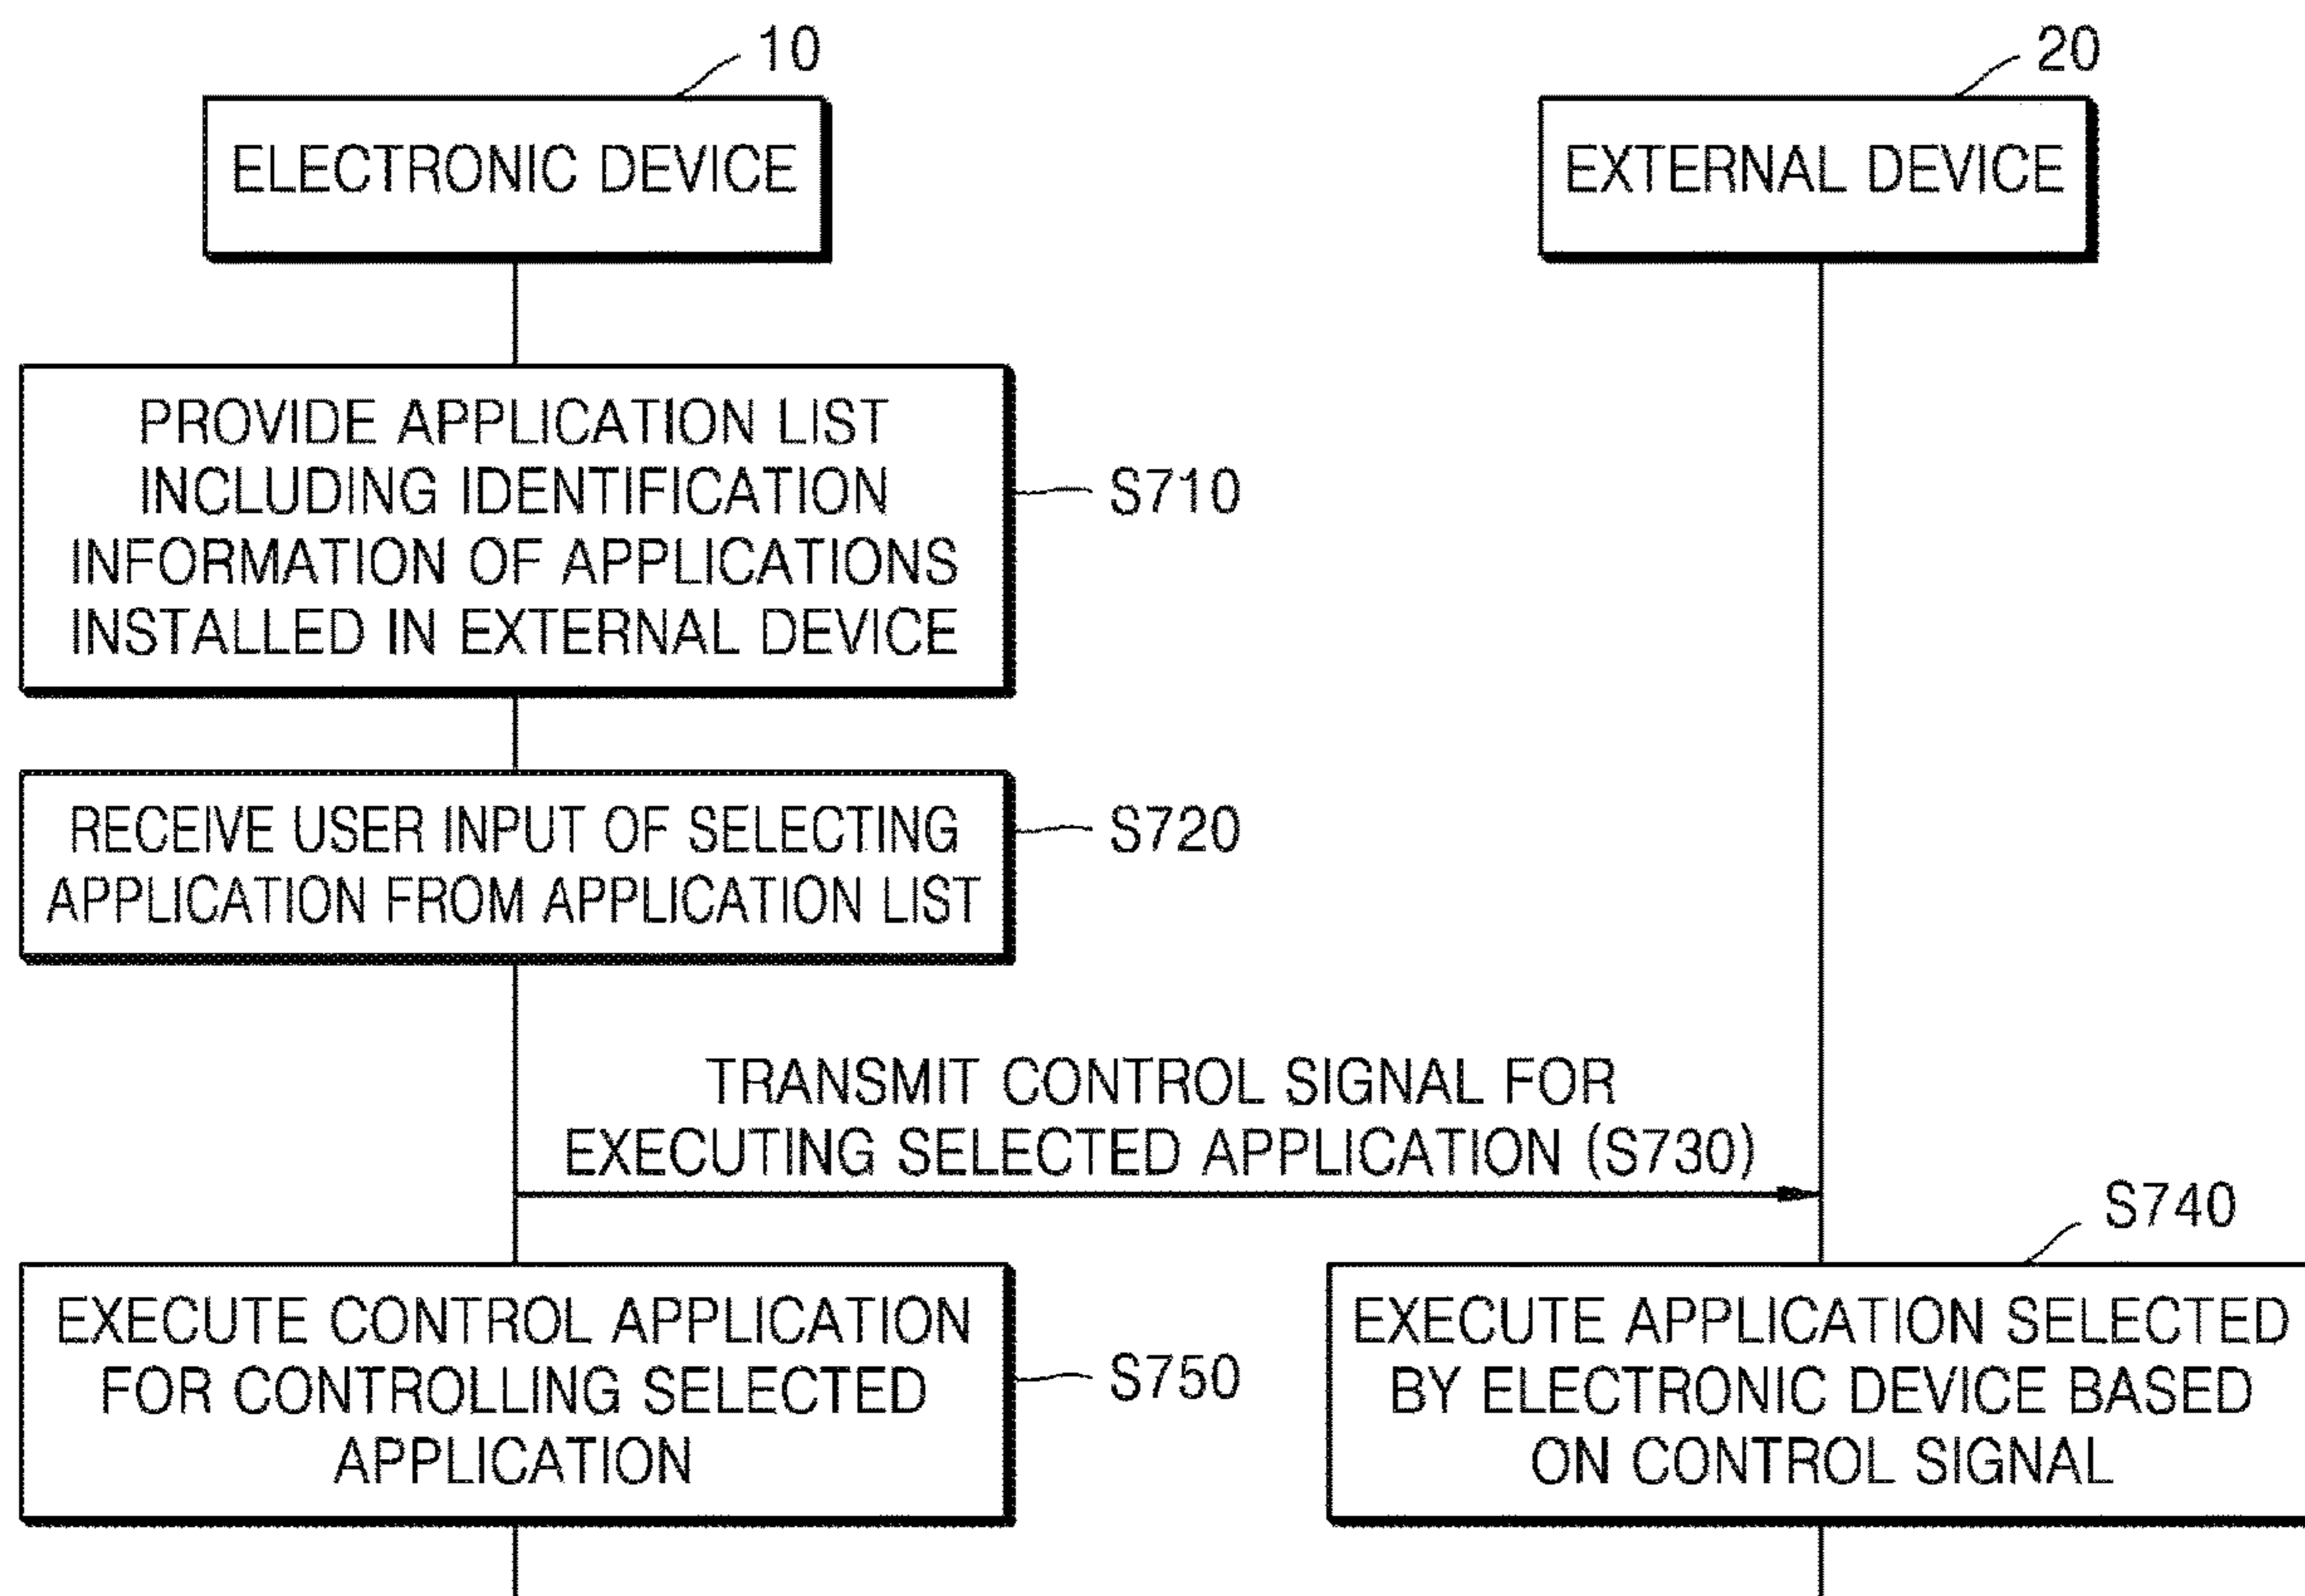 10
20
ELECTRONIC DEVICE
EXTERNAL DEVICE
PROVIDE APPLICATION LIST
INCLUDING IDENTIFICATION
INFORMATION OF APPLICATIONS
INSTALLED IN EXTERNAL DEVICE
S710
RECEIVE USER INPUT OF SELECTING
APPLICATION FROM APPLICATION LIST
S720
TRANSMIT CONTROL SIGNAL FOR
EXECUTING SELECTED APPLICATION (S730)
S740
EXECUTE CONTROL APPLICATION
FOR CONTROLLING SELECTED
APPLICATION
S750
EXECUTE APPLICATION SELECTED
BY ELECTRONIC DEVICE BASED
ON CONTROL SIGNAL